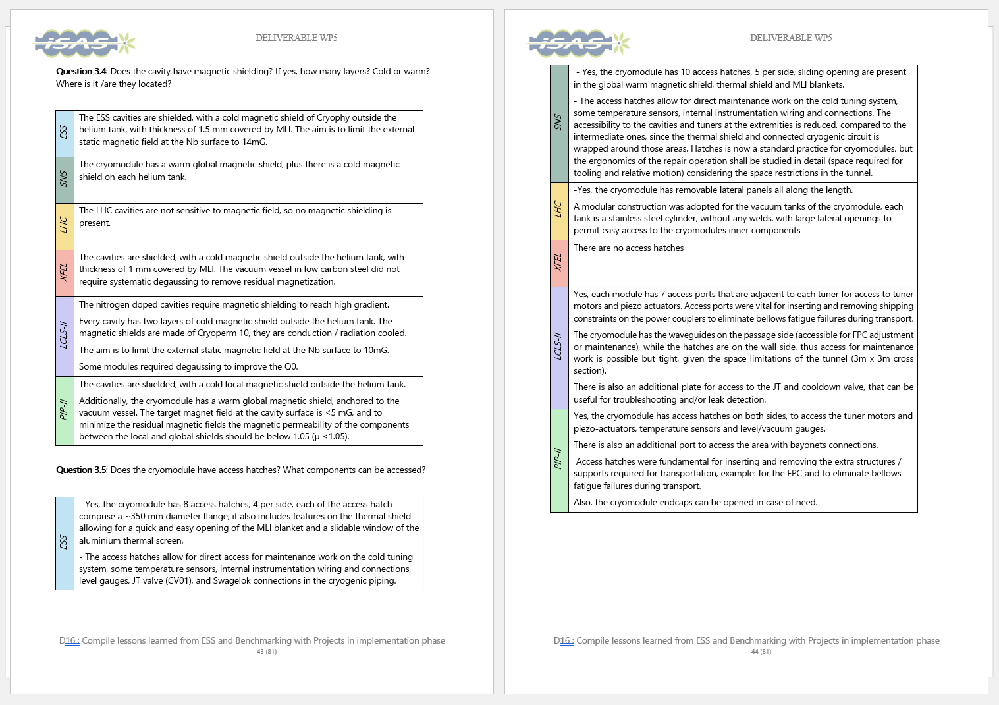 iSAS
DELIVERABLE WP5
Question 3.4: Does the cavity have magnetic shielding? If yes, how many layers? Cold or warm?
Where is it /are they located?
ESS
The ESS cavities are shielded, with a cold magnetic shield of Cryophy outside the
helium tank, with thickness of 1.5 mm covered by MLI. The aim is to limit the external
static magnetic field at the Nb surface to 14mG.
SNS
The cryomodule has a warm global magnetic shield, plus there is a cold magnetic
shield on each helium tank.
LHC
The LHC cavities are not sensitive to magnetic field, so no magnetic shielding is
present.
XFEL
The cavities are shielded, with a cold magnetic shield outside the helium tank, with
thickness of 1 mm covered by MLI. The vacuum vessel in low carbon steel did not
require systematic degaussing to remove residual magnetization.
LCLS-II
The nitrogen doped cavities require magnetic shielding to reach high gradient.
Every cavity has two layers of cold magnetic shield outside the helium tank. The
magnetic shields are made of Cryoperm 10, they are conduction / radiation cooled.
The aim is to limit the external static magnetic field at the Nb surface to 10mG.
Some modules required degaussing to improve the Q0.
PIP-II
The cavities are shielded, with a cold local magnetic shield outside the helium tank.
Additionally, the cryomodule has a warm global magnetic shield, anchored to the
vacuum vessel. The target magnet field at the cavity surface is <5 mG, and to
minimize the residual magnetic fields the magnetic permeability of the components
between the local and global shields should be below 1.05 (μ <1.05).
Question 3.5: Does the cryomodule have access hatches? What components can be accessed?
ESS
- Yes, the cryomodule has 8 access hatches, 4 per side, each of the access hatch
comprise a ~350 mm diameter flange, it also includes features on the thermal shield
allowing for a quick and easy opening of the MLI blanket and a slidable window of the
aluminium thermal screen.
- The access hatches allow for direct access for maintenance work on the cold tuning
system, some temperature sensors, internal instrumentation wiring and connections,
level gauges, JT valve (CV01), and Swagelok connections in the cryogenic piping.
D16 : Compile lessons learned from ESS and Benchmarking with Projects in implementation phase
43 (81)
iSAS
DELIVERABLE WP5
SNS
- Yes, the cryomodule has 10 access hatches, 5 per side, sliding opening are present
in the global warm magnetic shield, thermal shield and MLI blankets.
- The access hatches allow for direct maintenance work on the cold tuning system,
some temperature sensors, internal instrumentation wiring and connections. The
accessibility to the cavities and tuners at the extremities is reduced, compared to the
intermediate ones, since the thermal shield and connected cryogenic circuit is
wrapped around those areas. Hatches is now a standard practice for cryomodules, but
the ergonomics of the repair operation shall be studied in detail (space required for
tooling and relative motion) considering the space restrictions in the tunnel.
LHC
-Yes, the cryomodule has removable lateral panels all along the length.
A modular construction was adopted for the vacuum tanks of the cryomodule, each
tank is a stainless steel cylinder, without any welds, with large lateral openings to
permit easy access to the cryomodules inner components
XFEL
There are no access hatches
LCLS-II
Yes, each module has 7 access ports that are adjacent to each tuner for access to tuner
motors and piezo actuators. Access ports were vital for inserting and removing shipping
constraints on the power couplers to eliminate bellows fatigue failures during transport.
The cryomodule has the waveguides on the passage side (accessible for FPC adjustment
or maintenance), while the hatches are on the wall side, thus access for maintenance
work is possible but tight, given the space limitations of the tunnel (3m x 3m cross
section).
There is also an additional plate for access to the JT and cooldown valve, that can be
useful for troubleshooting and/or leak detection.
PIP-II
Yes, the cryomodule has access hatches on both sides, to access the tuner motors and
piezo-actuators, temperature sensors and level/vacuum gauges.
There is also an additional port to access the area with bayonets connections.
Access hatches were fundamental for inserting and removing the extra structures /
supports required for transportation, example: for the FPC and to eliminate bellows
fatigue failures during transport.
Also, the cryomodule endcaps can be opened in case of need.
D16 : Compile lessons learned from ESS and Benchmarking with Projects in implementation phase
44 (81)